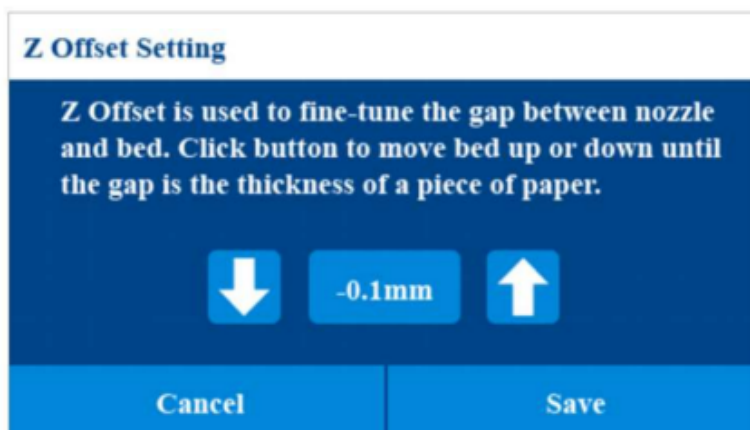 Z Offset Setting
Z Offset is used to fine-tune the gap between nozzle
and bed. Click button to move bed up or down until
the gap is the thickness of a piece of paper.
-0.1mm
Cancel Save